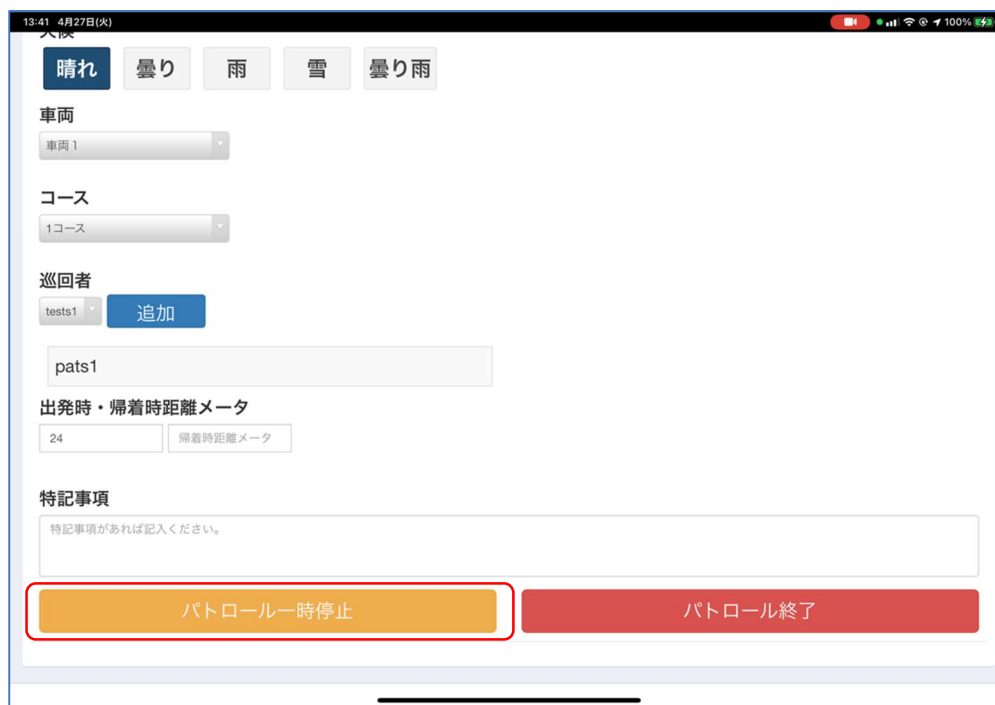 13:41 4月27日(火) 100%
天候
晴れ 曇り 雨 雪 曇り雨
車両
車両1
コース
1コース
巡回者
tests1 追加
pats1
出発時・帰着時距離メータ
24 帰着時距離メータ
特記事項
特記事項があれば記入ください。
パトロール一時停止 パトロール終了